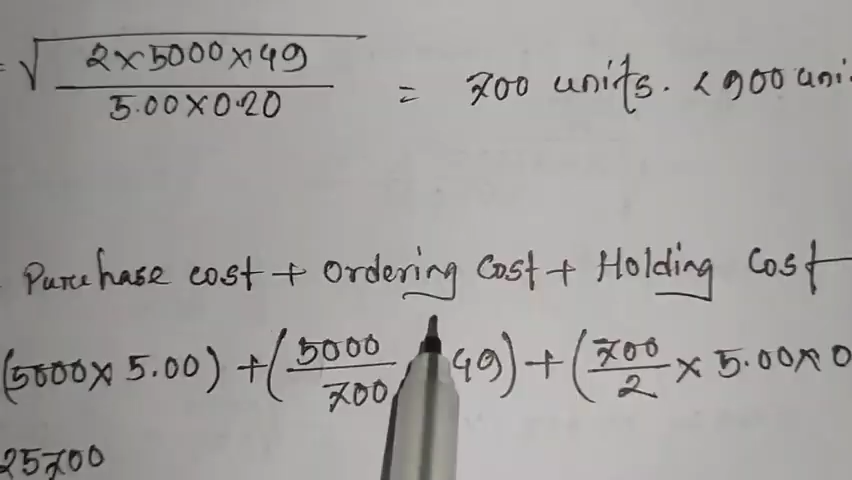 = √ 2×5000×49 / 5.00×0.20 = 700 units. < 900 uni
Purchase cost + Ordering Cost + Holding Cost
(5000 × 5.00) + (5000 / 700 49) + (700 / 2 × 5.00 × 0
25700